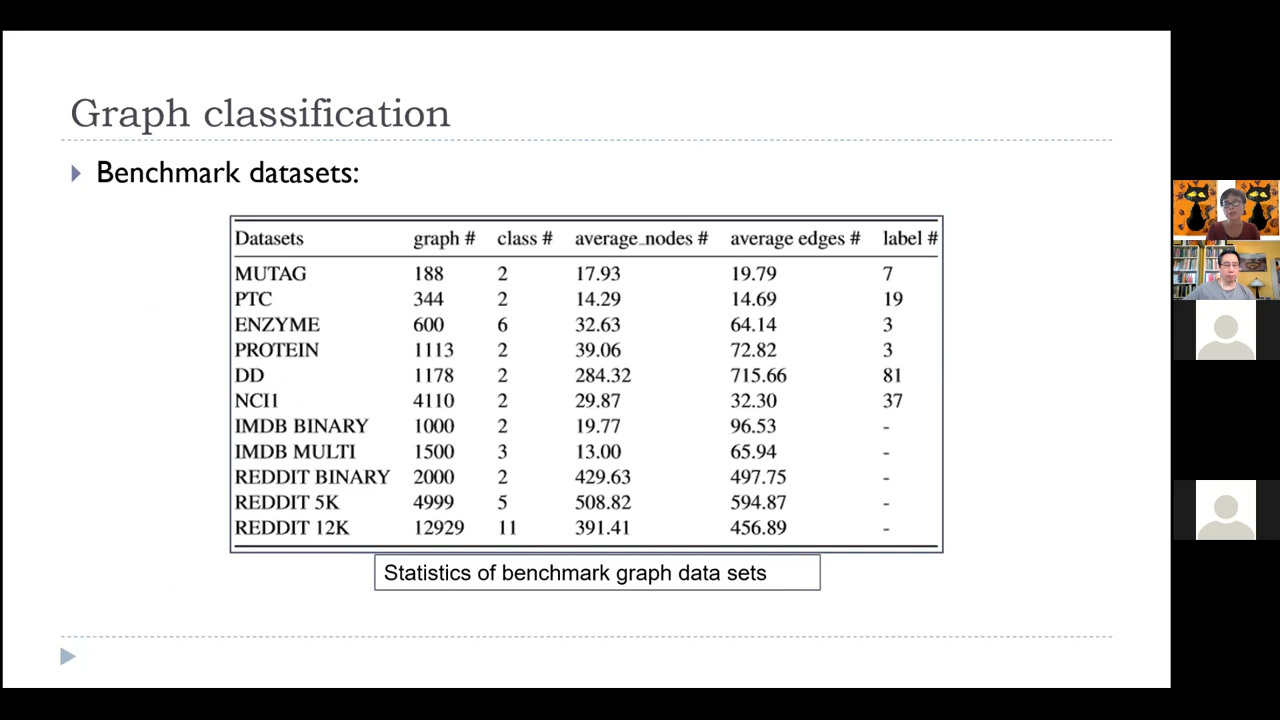 Graph classification
Benchmark datasets:
Datasets graph # class # average_nodes # average edges # label #
MUTAG 188 2 17.93 19.79 7
PTC 344 2 14.29 14.69 19
ENZYME 600 6 32.63 64.14 3
PROTEIN 1113 2 39.06 72.82 3
DD 1178 2 284.32 715.66 81
NCI1 4110 2 29.87 32.30 37
IMDB BINARY 1000 2 19.77 96.53 -
IMDB MULTI 1500 3 13.00 65.94 -
REDDIT BINARY 2000 2 429.63 497.75 -
REDDIT 5K 4999 5 508.82 594.87 -
REDDIT 12K 12929 11 391.41 456.89 -
Statistics of benchmark graph data sets